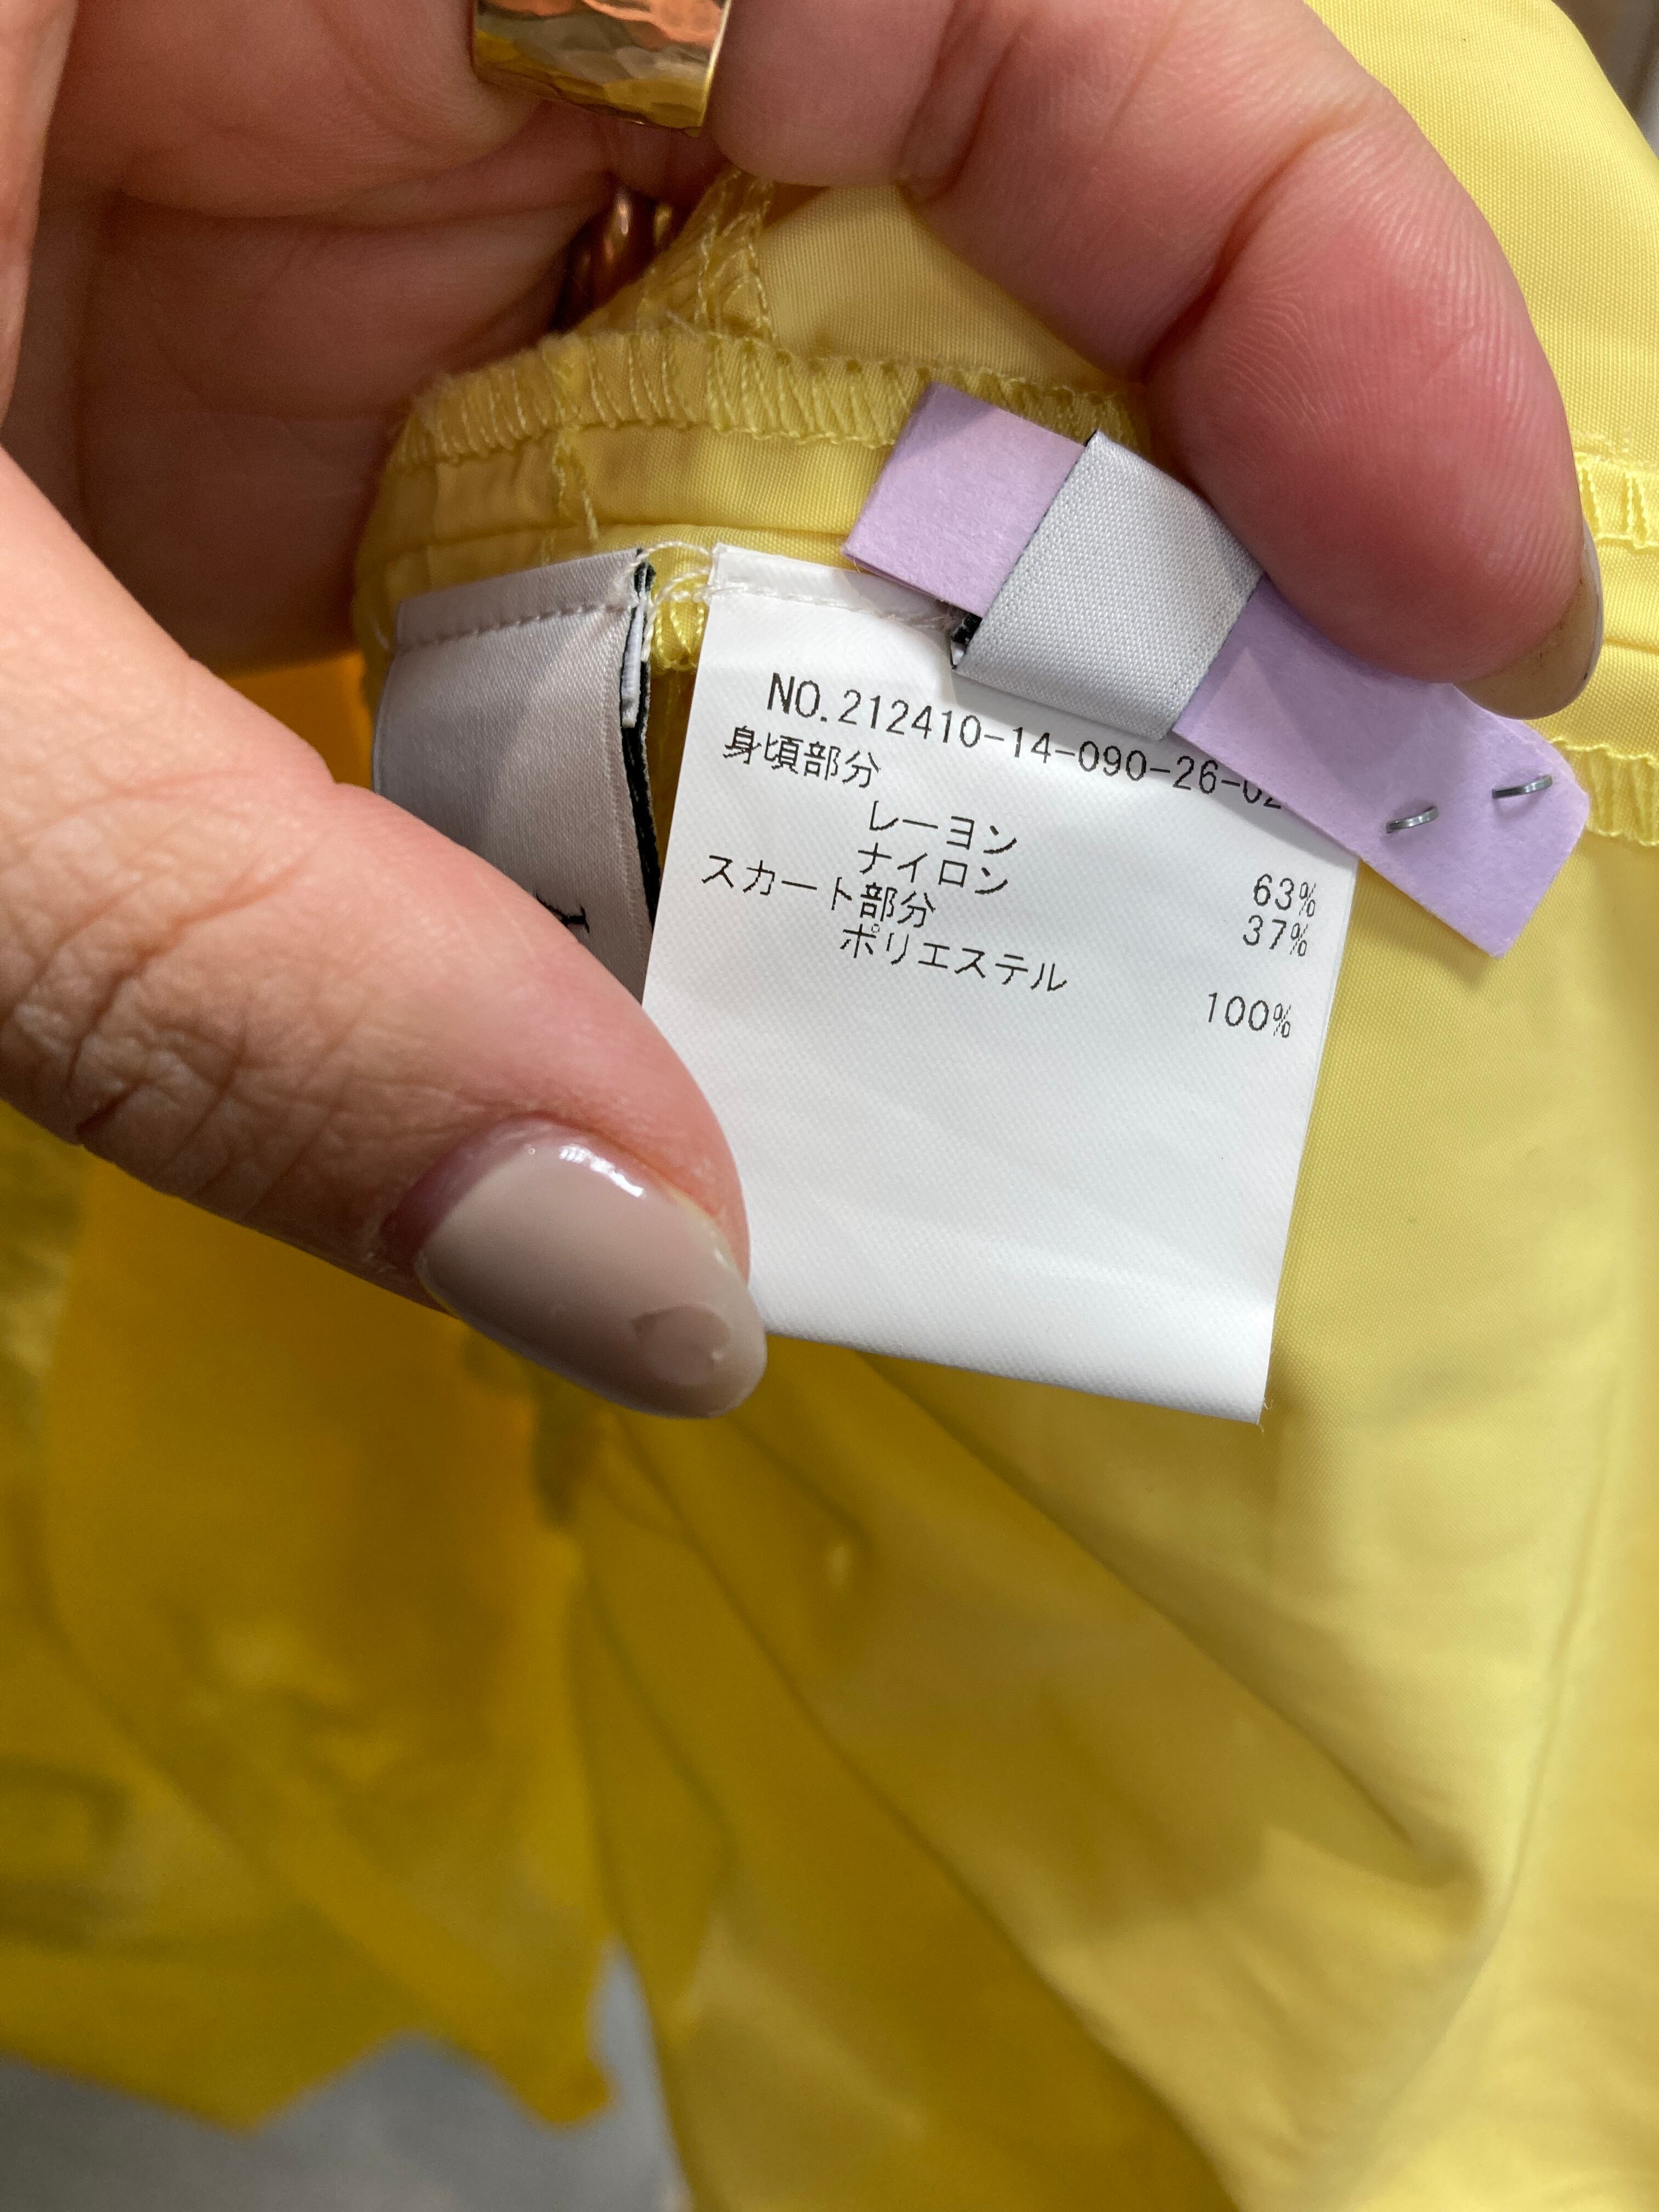 NO.212410-14-090-26-02
身頃部分
レーヨン 63%
ナイロン 37%
スカート部分
ポリエステル 100%